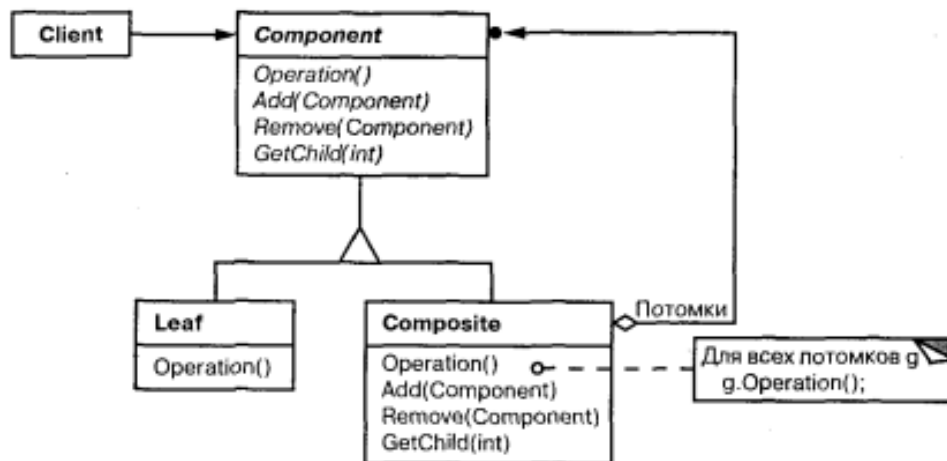 Client
Component
Operation()
Add(Component)
Remove(Component)
GetChild(int)
Leaf
Operation()
Composite
Operation()
Add(Component)
Remove(Component)
GetChild(int)
Потомки
Для всех потомков g
g.Operation();